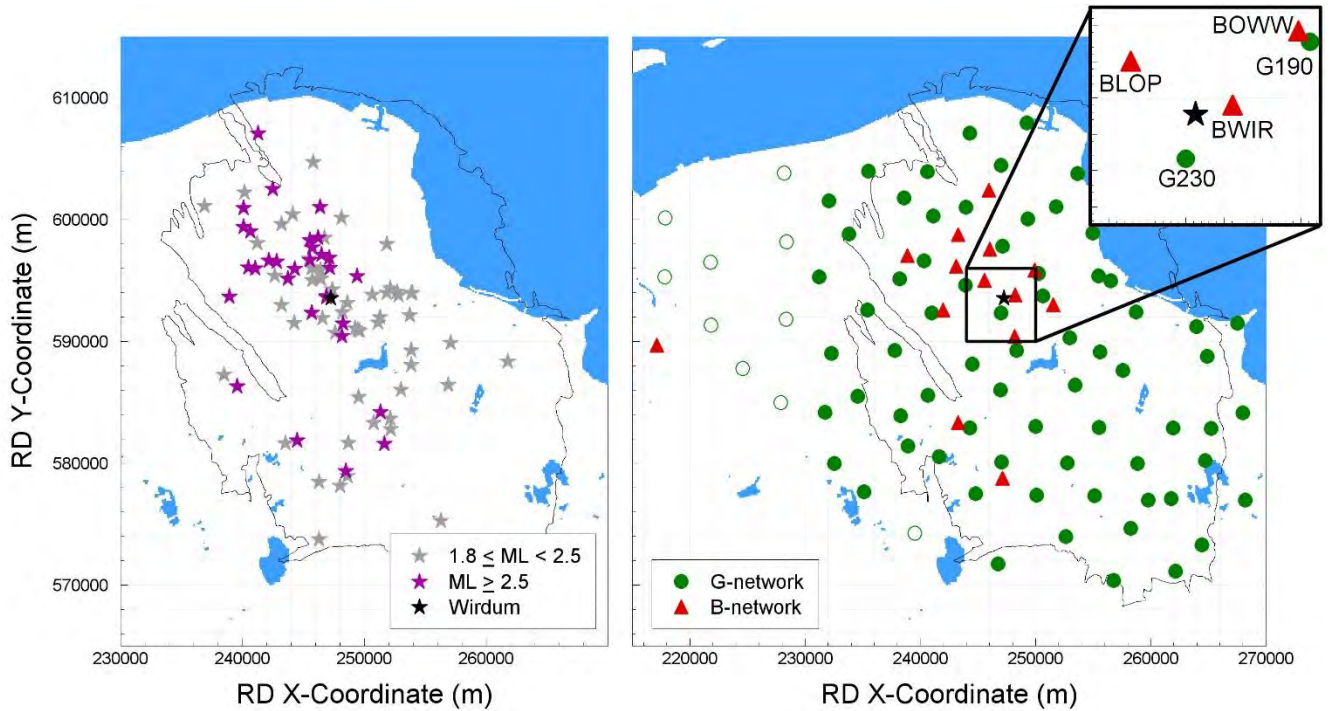 RD Y-Coordinate (m)
610000
600000
590000
580000
570000
230000 240000 250000 260000
RD X-Coordinate (m)
1.8 ≤ ML < 2.5
ML ≥ 2.5
Wirdum
BOWW
G190
BLOP
BWIR
G230
G-network
B-network
220000 230000 240000 250000 260000 270000
RD X-Coordinate (m)